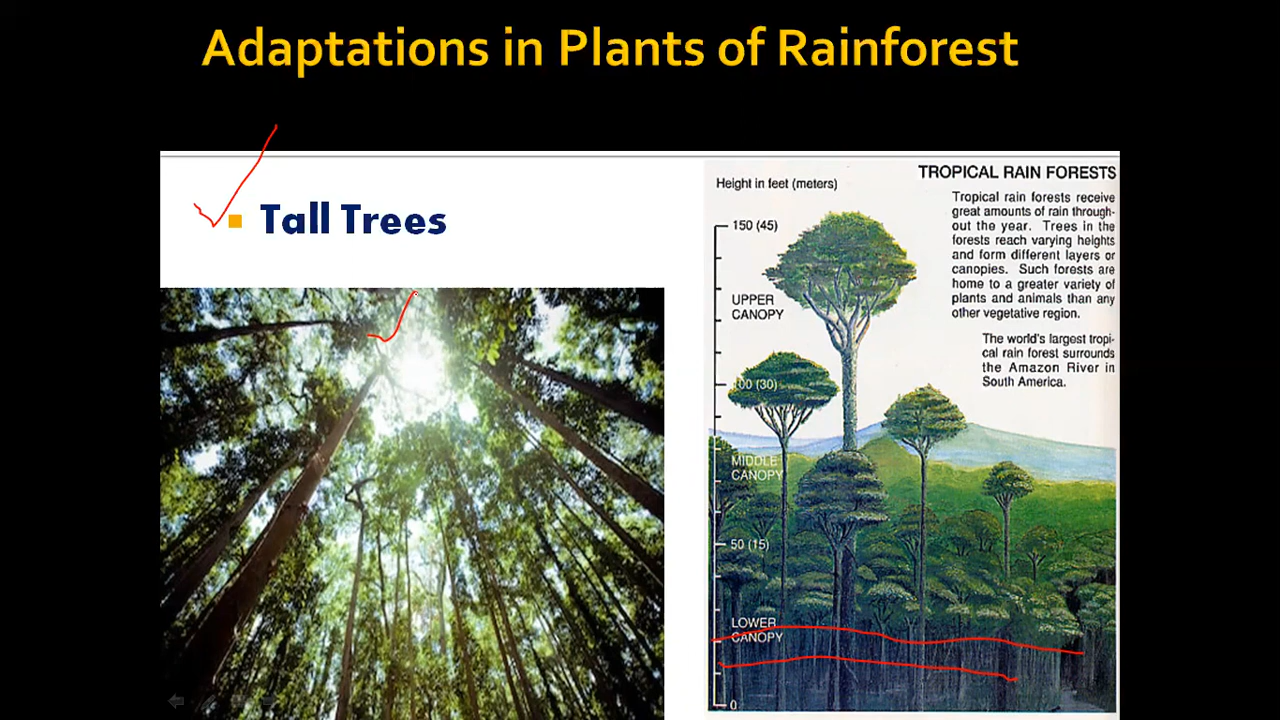 Adaptations in Plants of Rainforest
Tall Trees
TROPICAL RAIN FORESTS
Height in feet (meters)
Tropical rain forests receive
great amounts of rain through-
out the year. Trees in the
forests reach varying heights
and form different layers or
canopies. Such forests are
home to a greater variety of
plants and animals than any
other vegetative region.
The world's largest tropi-
cal rain forest surrounds
the Amazon River in
South America.
150 (45)
UPPER
CANOPY
100 (30)
MIDDLE
CANOPY
50 (15)
LOWER
CANOPY
0